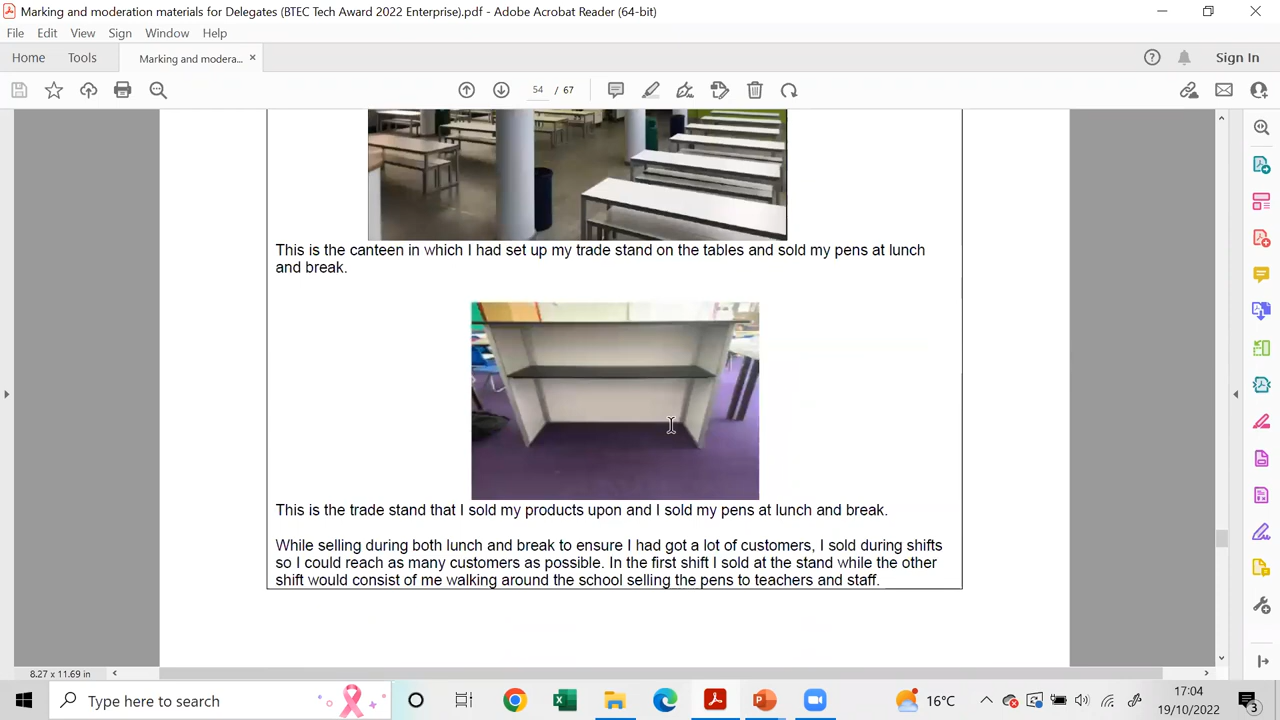 Marking and moderation materials for Delegates (BTEC Tech Award 2022 Enterprise).pdf - Adobe Acrobat Reader (64-bit)
File Edit View Sign Window Help
Home Tools Marking and modera... ×
Sign In
54 / 67
This is the canteen in which I had set up my trade stand on the tables and sold my pens at lunch
and break.
This is the trade stand that I sold my products upon and I sold my pens at lunch and break.
While selling during both lunch and break to ensure I had got a lot of customers, I sold during shifts
so I could reach as many customers as possible. In the first shift I sold at the stand while the other
shift would consist of me walking around the school selling the pens to teachers and staff.
8.27 x 11.69 in
Type here to search
16°C
17:04
19/10/2022
3